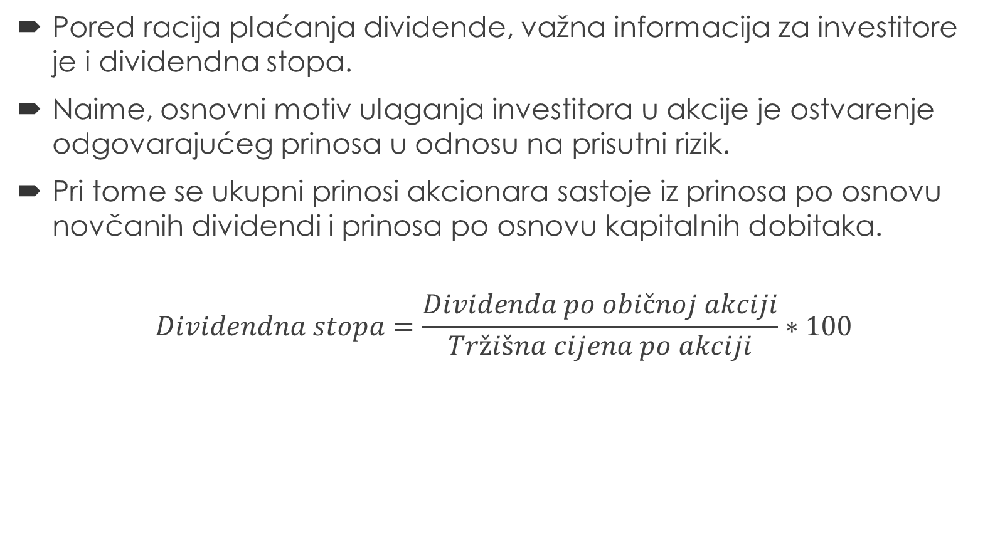 Pored racija plaćanja dividende, važna informacija za investitore
je i dividendna stopa.
Naime, osnovni motiv ulaganja investitora u akcije je ostvarenje
odgovarajućeg prinosa u odnosu na prisutni rizik.
Pri tome se ukupni prinosi akcionara sastoje iz prinosa po osnovu
novčanih dividendi i prinosa po osnovu kapitalnih dobitaka.
Dividenda po običnoj akciji
Dividendna stopa = * 100
Tržišna cijena po akciji